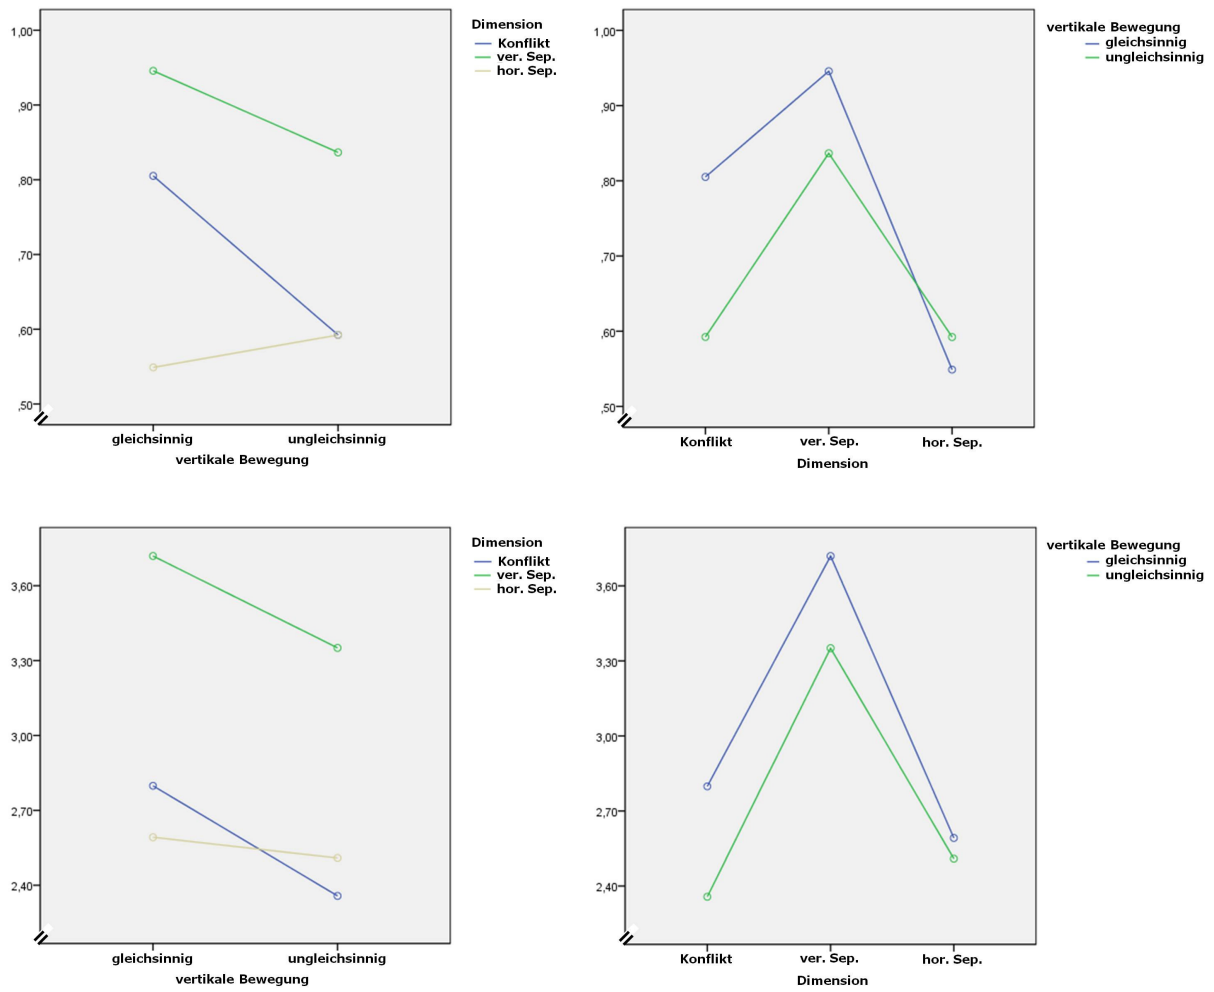 1,00
,90
,80
,70
,60
,50
gleichsinnig
ungleichsinnig
vertikale Bewegung
Dimension
Konflikt
ver. Sep.
hor. Sep.
1,00
,90
,80
,70
,60
,50
Konflikt
ver. Sep.
hor. Sep.
Dimension
vertikale Bewegung
gleichsinnig
ungleichsinnig
3,60
3,30
3,00
2,70
2,40
gleichsinnig
ungleichsinnig
vertikale Bewegung
Dimension
Konflikt
ver. Sep.
hor. Sep.
3,60
3,30
3,00
2,70
2,40
Konflikt
ver. Sep.
hor. Sep.
Dimension
vertikale Bewegung
gleichsinnig
ungleichsinnig